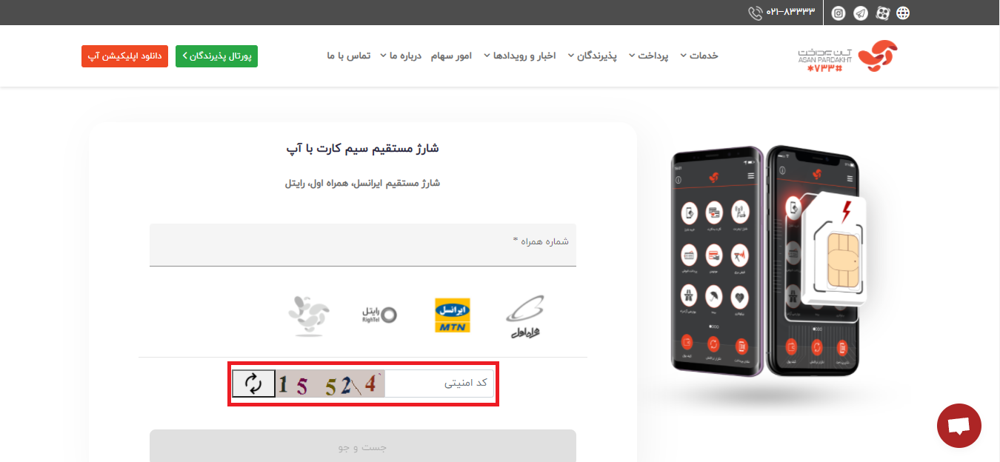 ۰۲۱-۸۳۳۳۳
آسان پرداخت
ASAN PARDAKHT
*۷۳۳#
خدمات
پرداخت
پذیرندگان
اخبار و رویدادها
امور سهام
درباره ما
تماس با ما
پورتال پذیرندگان
دانلود اپلیکیشن آپ
شارژ مستقیم سیم کارت با آپ
شارژ مستقیم ایرانسل، همراه اول، رایتل
شماره همراه *
همراه اول
ایرانسل
MTN
رایتل
RighTel
کد امنیتی
1 5 5 2 4
جست و جو